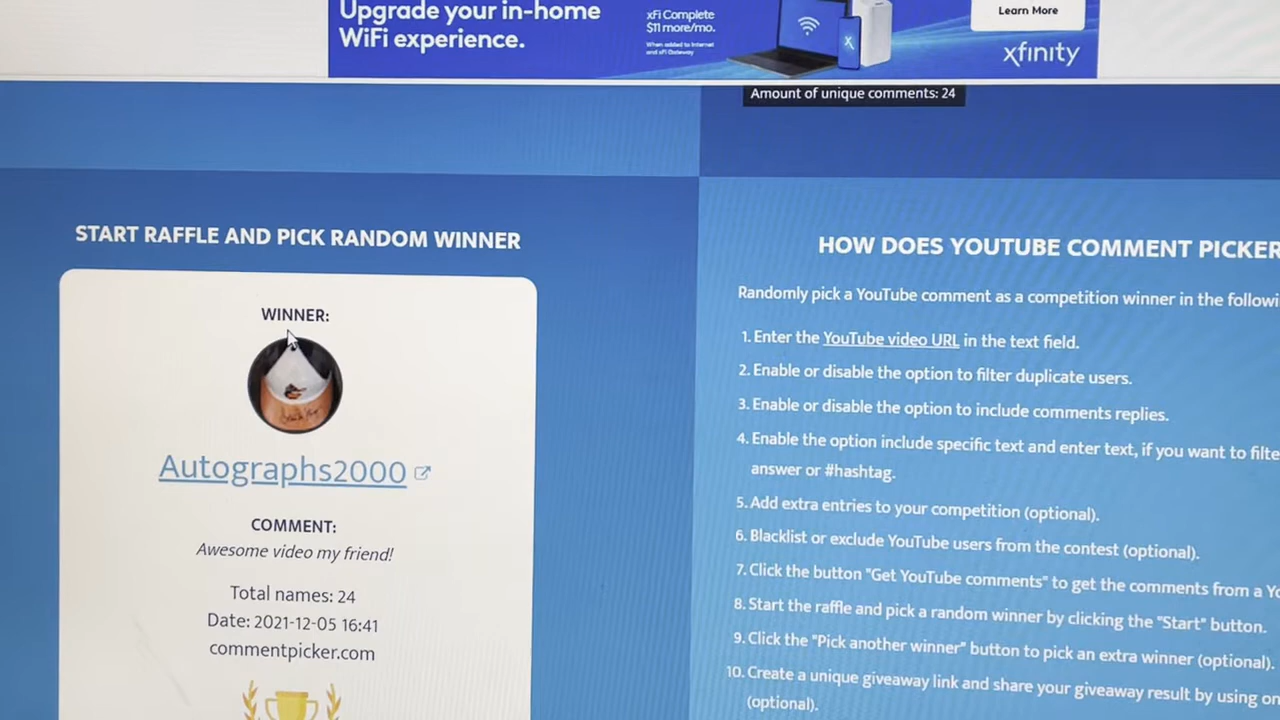 Upgrade your in-home
WiFi experience.
xFi Complete
$11 more/mo.
When added to Internet
and xFi Gateway
Learn More
xfinity
Amount of unique comments: 24
START RAFFLE AND PICK RANDOM WINNER
WINNER:
Autographs2000
COMMENT:
Awesome video my friend!
Total names: 24
Date: 2021-12-05 16:41
commentpicker.com
HOW DOES YOUTUBE COMMENT PICKER
Randomly pick a YouTube comment as a competition winner in the
1. Enter the YouTube video URL in the text field.
2. Enable or disable the option to filter duplicate users.
3. Enable or disable the option to include comments replies.
4. Enable the option include specific text and enter text, if you want to
answer or #hashtag.
5. Add extra entries to your competition (optional).
6. Blacklist or exclude YouTube users from the contest (optional).
7. Click the button "Get YouTube comments" to get the comments from a
8. Start the raffle and pick a random winner by clicking the "Start" button.
9. Click the "Pick another winner" button to pick an extra winner (optional).
10. Create a unique giveaway link and share your giveaway result by using
(optional).